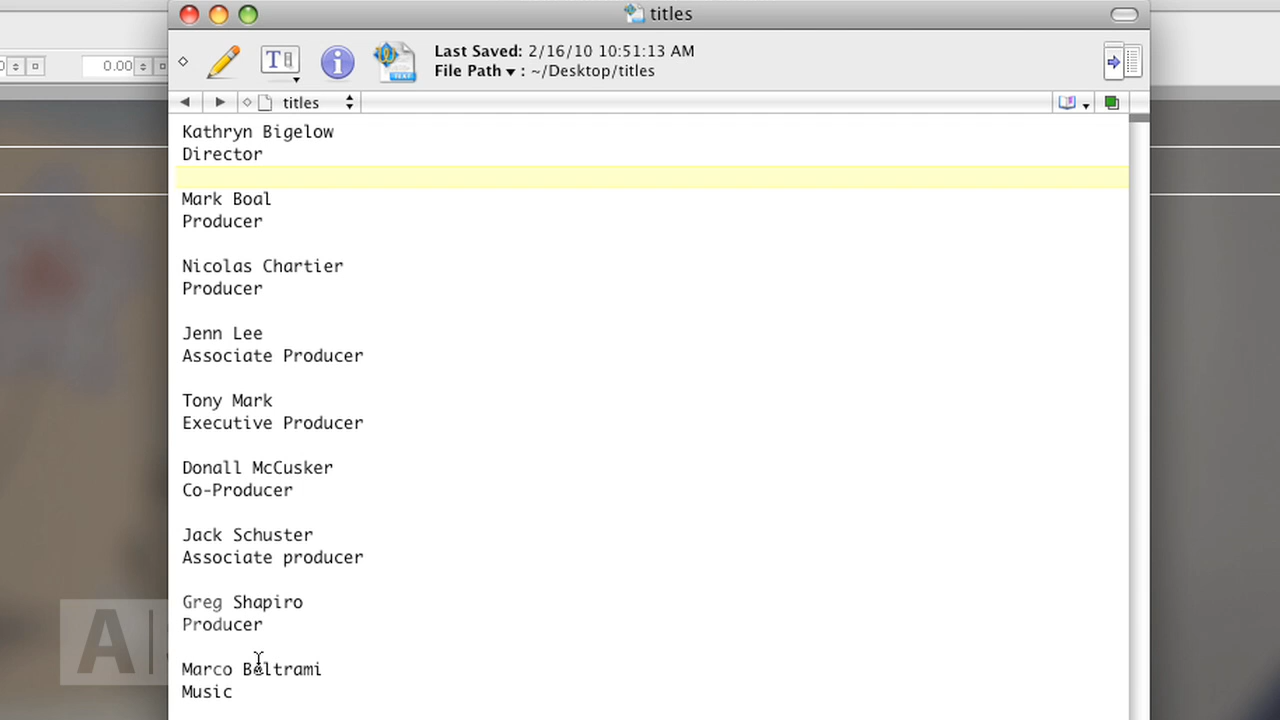 titles
Last Saved: 2/16/10 10:51:13 AM
File Path ▾ : ~/Desktop/titles
0.00
titles
Kathryn Bigelow
Director
Mark Boal
Producer
Nicolas Chartier
Producer
Jenn Lee
Associate Producer
Tony Mark
Executive Producer
Donall McCusker
Co-Producer
Jack Schuster
Associate producer
Greg Shapiro
Producer
Marco Beltrami
Music
A